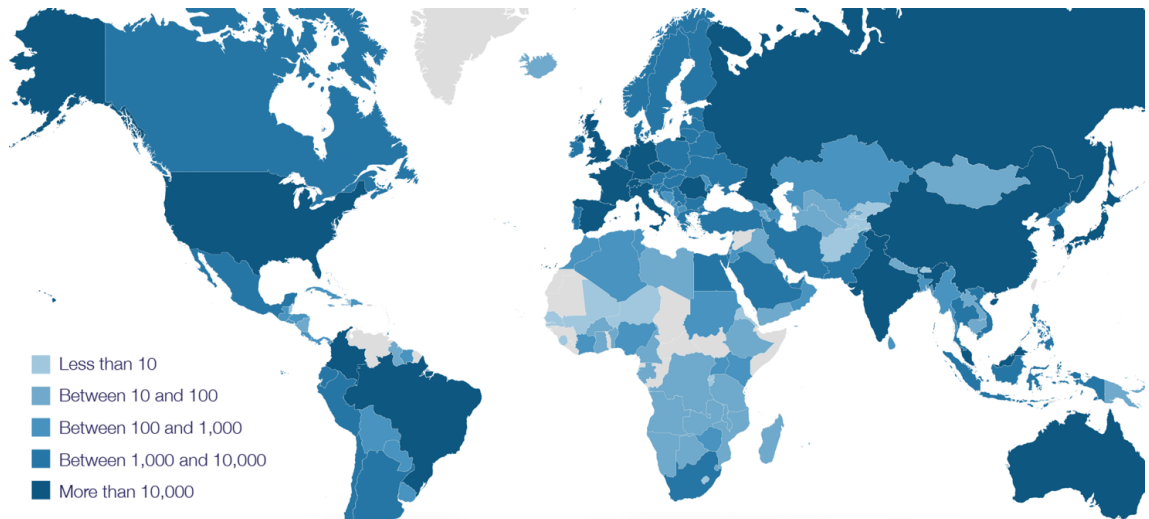 Less than 10
Between 10 and 100
Between 100 and 1,000
Between 1,000 and 10,000
More than 10,000